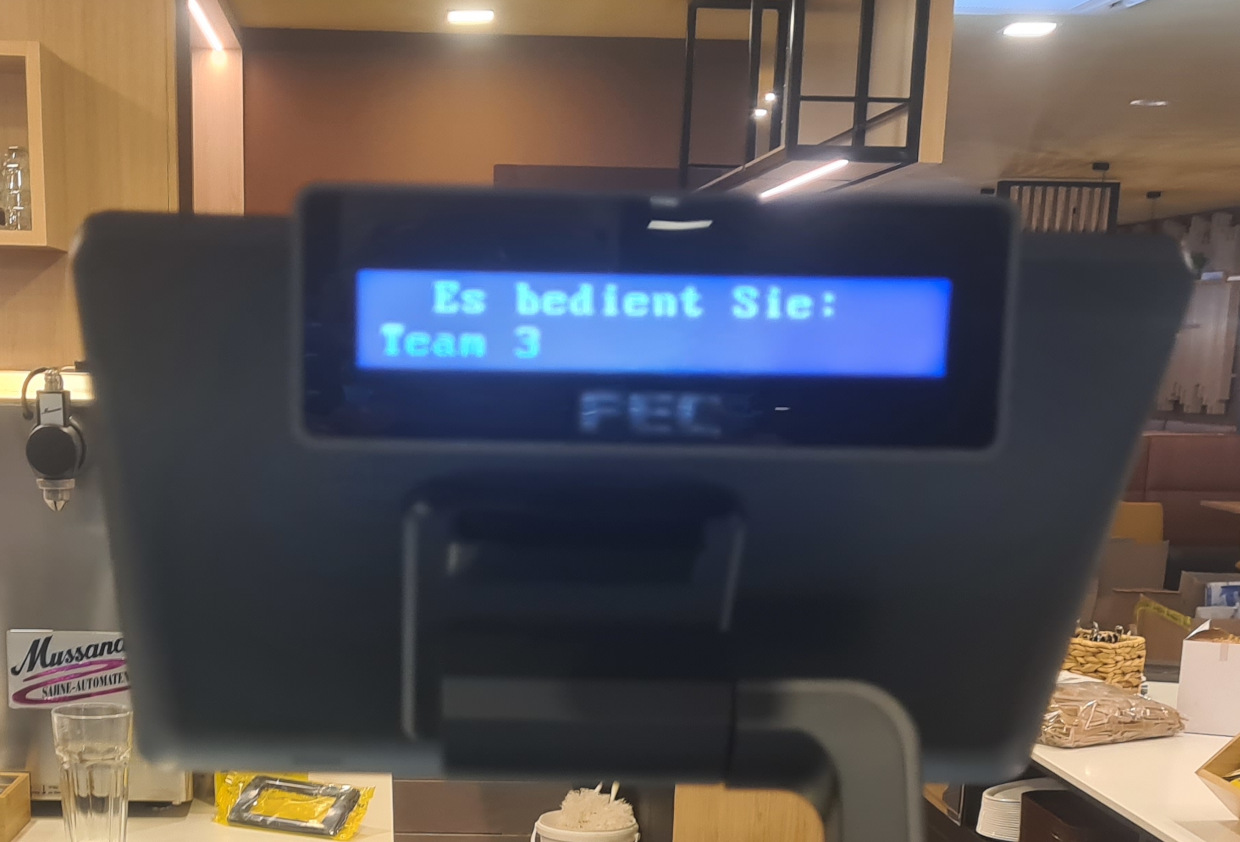 Es bedient Sie:
Team 3
FEC
Mussana
SAHNE-AUTOMATEN